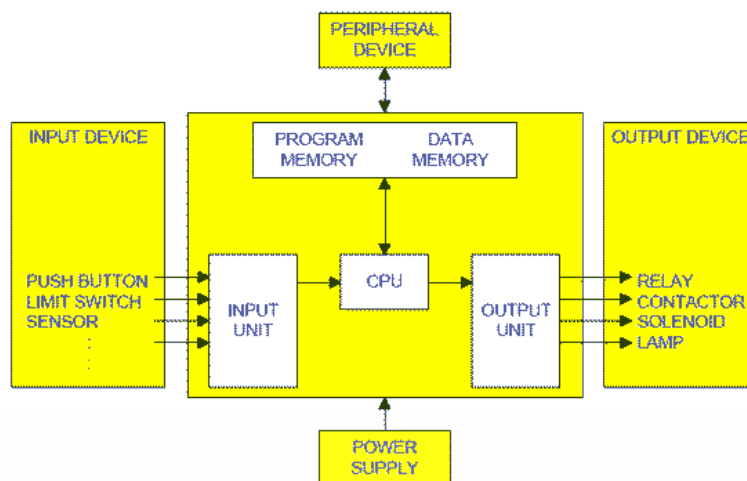 PERIPHERAL
DEVICE
INPUT DEVICE
PROGRAM
MEMORY
DATA
MEMORY
OUTPUT DEVICE
PUSH BUTTON
LIMIT SWITCH
SENSOR
INPUT
UNIT
CPU
OUTPUT
UNIT
RELAY
CONTACTOR
SOLENOID
LAMP
POWER
SUPPLY